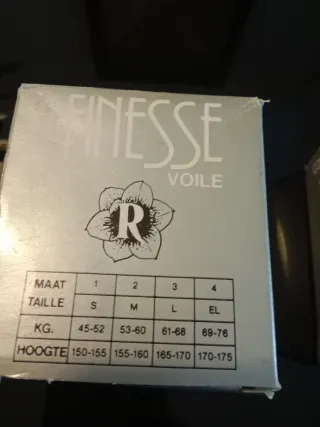 FINESSE
VOILE
R
MAAT 1 2 3 4
TAILLE S M L EL
KG. 45-52 53-60 61-68 69-76
HOOGTE 150-155 155-160 165-170 170-175